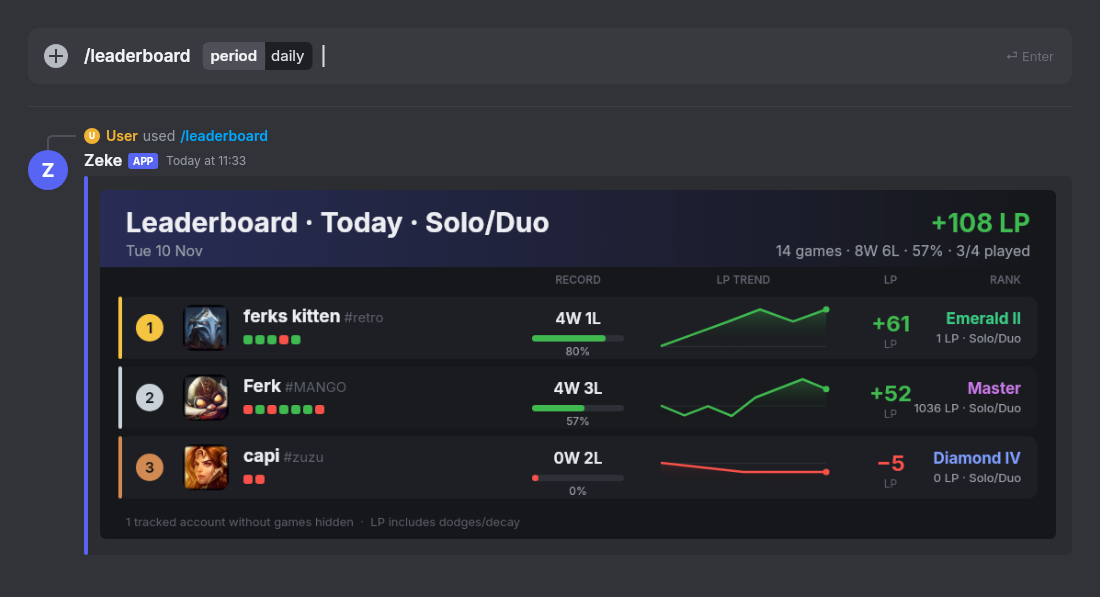 /leaderboard period daily ⏎ Enter
U User used /leaderboard
Z Zeke APP Today at 11:33
Leaderboard · Today · Solo/Duo +108 LP
Tue 10 Nov 14 games · 8W 6L · 57% · 3/4 played
RECORD LP TREND LP RANK
1 ferks kitten #retro 4W 1L +61 Emerald II
80% LP 1 LP · Solo/Duo
2 Ferk #MANGO 4W 3L +52 Master
57% LP 1036 LP · Solo/Duo
3 capi #zuzu 0W 2L −5 Diamond IV
0% LP 0 LP · Solo/Duo
1 tracked account without games hidden · LP includes dodges/decay